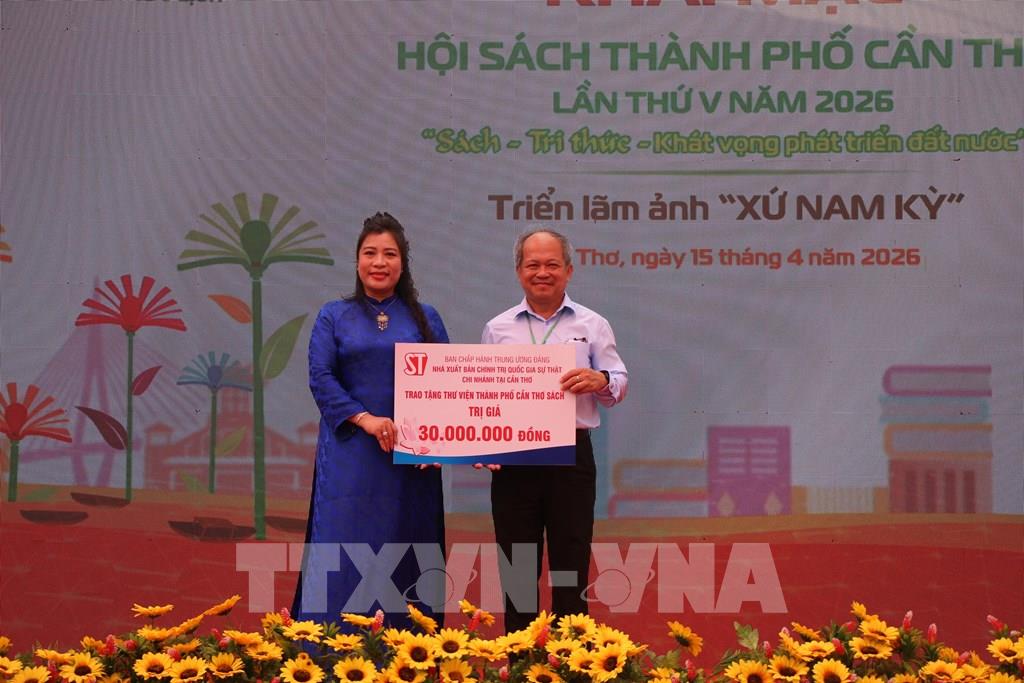 KHAI MẠC
HỘI SÁCH THÀNH PHỐ CẦN TH
LẦN THỨ V NĂM 2026
“Sách - Tri thức - Khát vọng phát triển đất nước”
Triển lãm ảnh “XỨ NAM KỲ”
Thơ, ngày 15 tháng 4 năm 2026
ST
BAN CHẤP HÀNH TRUNG ƯƠNG ĐẢNG
NHÀ XUẤT BẢN CHÍNH TRỊ QUỐC GIA SỰ THẬT
CHI NHÁNH TẠI CẦN THƠ
TRAO TẶNG THƯ VIỆN THÀNH PHỐ CẦN THƠ SÁCH
TRỊ GIÁ
30.000.000 ĐỒNG
TTXVN-VNA